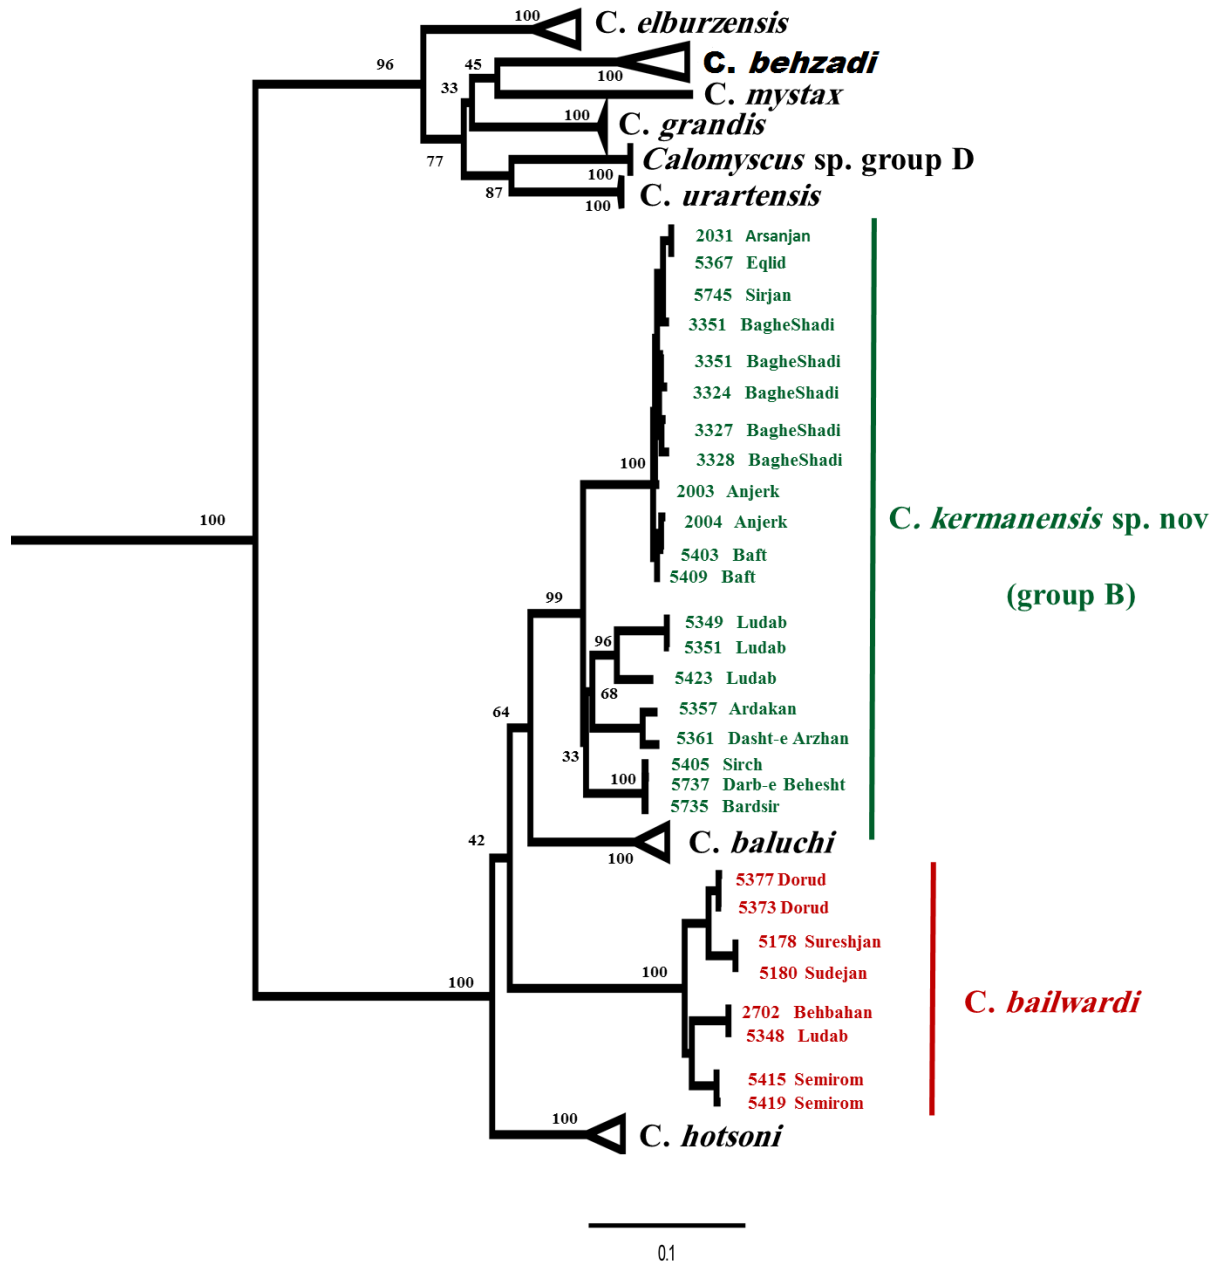 100
C. elburzensis
96
45
C. behzadi
100
33
C. mystax
100
C. grandis
77
Calomyscus sp. group D
100
87
C. urartensis
100
2031 Arsanjan
5367 Eqlid
5745 Sirjan
3351 BagheShadi
3351 BagheShadi
3324 BagheShadi
3327 BagheShadi
3328 BagheShadi
100
2003 Anjerk
2004 Anjerk
5403 Baft
5409 Baft
C. kermanensis sp. nov
(group B)
100
99
5349 Ludab
5351 Ludab
96
5423 Ludab
68
5357 Ardakan
5361 Dasht-e Arzhan
64
33
5405 Sirch
100
5737 Darb-e Behesht
5735 Bardsir
42
C. baluchi
100
5377 Dorud
5373 Dorud
5178 Sureshjan
5180 Sudejan
100
100
2702 Behbahan
5348 Ludab
C. bailwardi
5415 Semirom
5419 Semirom
100
C. hotsoni
0.1